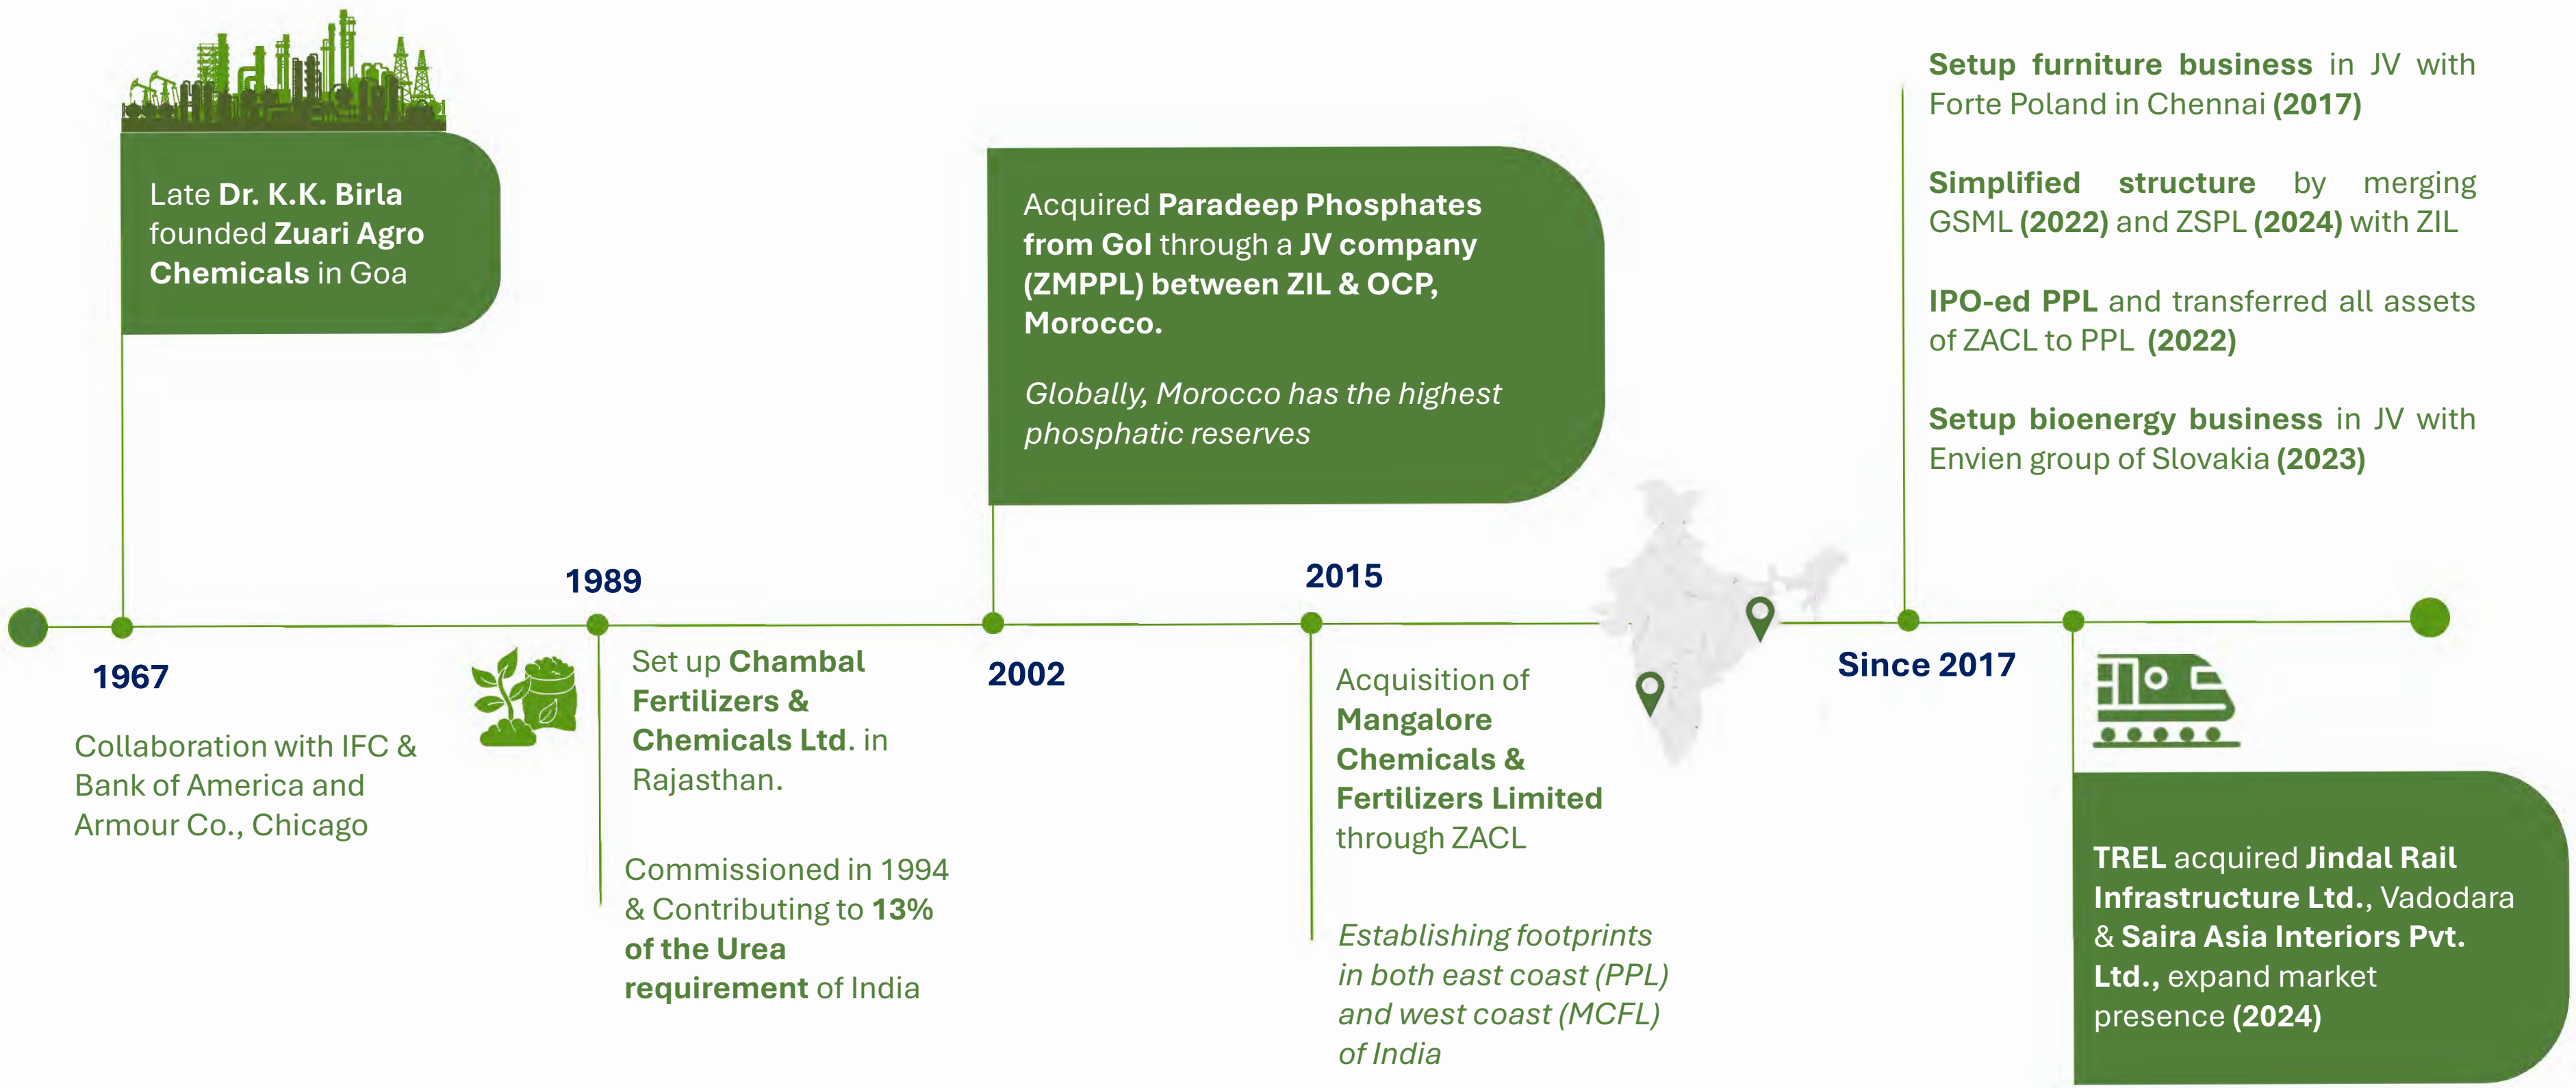 Late Dr. K.K. Birla
founded Zuari Agro
Chemicals in Goa
1967
Collaboration with IFC &
Bank of America and
Armour Co., Chicago
1989
Set up Chambal
Fertilizers &
Chemicals Ltd. in
Rajasthan.
Commissioned in 1994
& Contributing to 13%
of the Urea
requirement of India
Acquired Paradeep Phosphates
from GoI through a JV company
(ZMPPL) between ZIL & OCP,
Morocco.
Globally, Morocco has the highest
phosphatic reserves
2002
2015
Acquisition of
Mangalore
Chemicals &
Fertilizers Limited
through ZACL
Establishing footprints
in both east coast (PPL)
and west coast (MCFL)
of India
Setup furniture business in JV with
Forte Poland in Chennai (2017)
Simplified structure by merging
GSML (2022) and ZSPL (2024) with ZIL
IPO-ed PPL and transferred all assets
of ZACL to PPL (2022)
Setup bioenergy business in JV with
Envien group of Slovakia (2023)
Since 2017
TREL acquired Jindal Rail
Infrastructure Ltd., Vadodara
& Saira Asia Interiors Pvt.
Ltd., expand market
presence (2024)